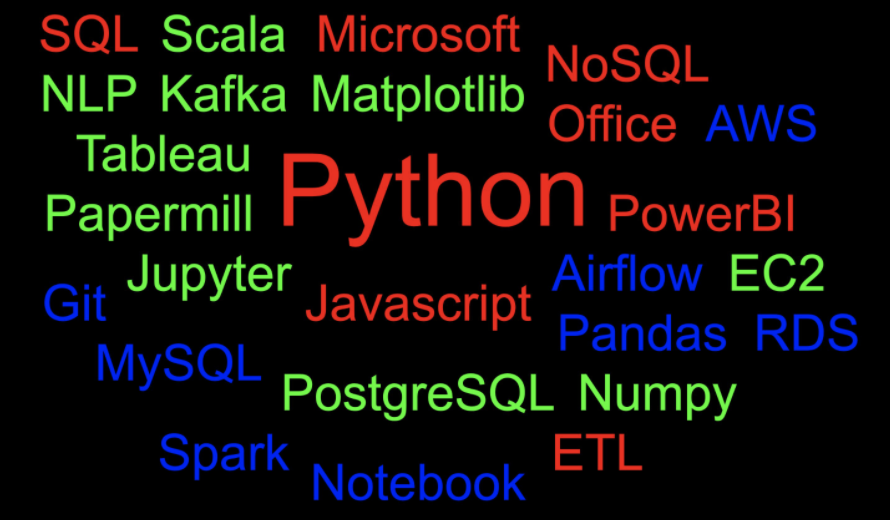 SQL Scala Microsoft
NoSQL
NLP Kafka Matplotlib
Office AWS
Tableau
Python
Papermill
PowerBI
Jupyter
Airflow EC2
Git
Javascript
Pandas RDS
MySQL
PostgreSQL Numpy
Spark
ETL
Notebook